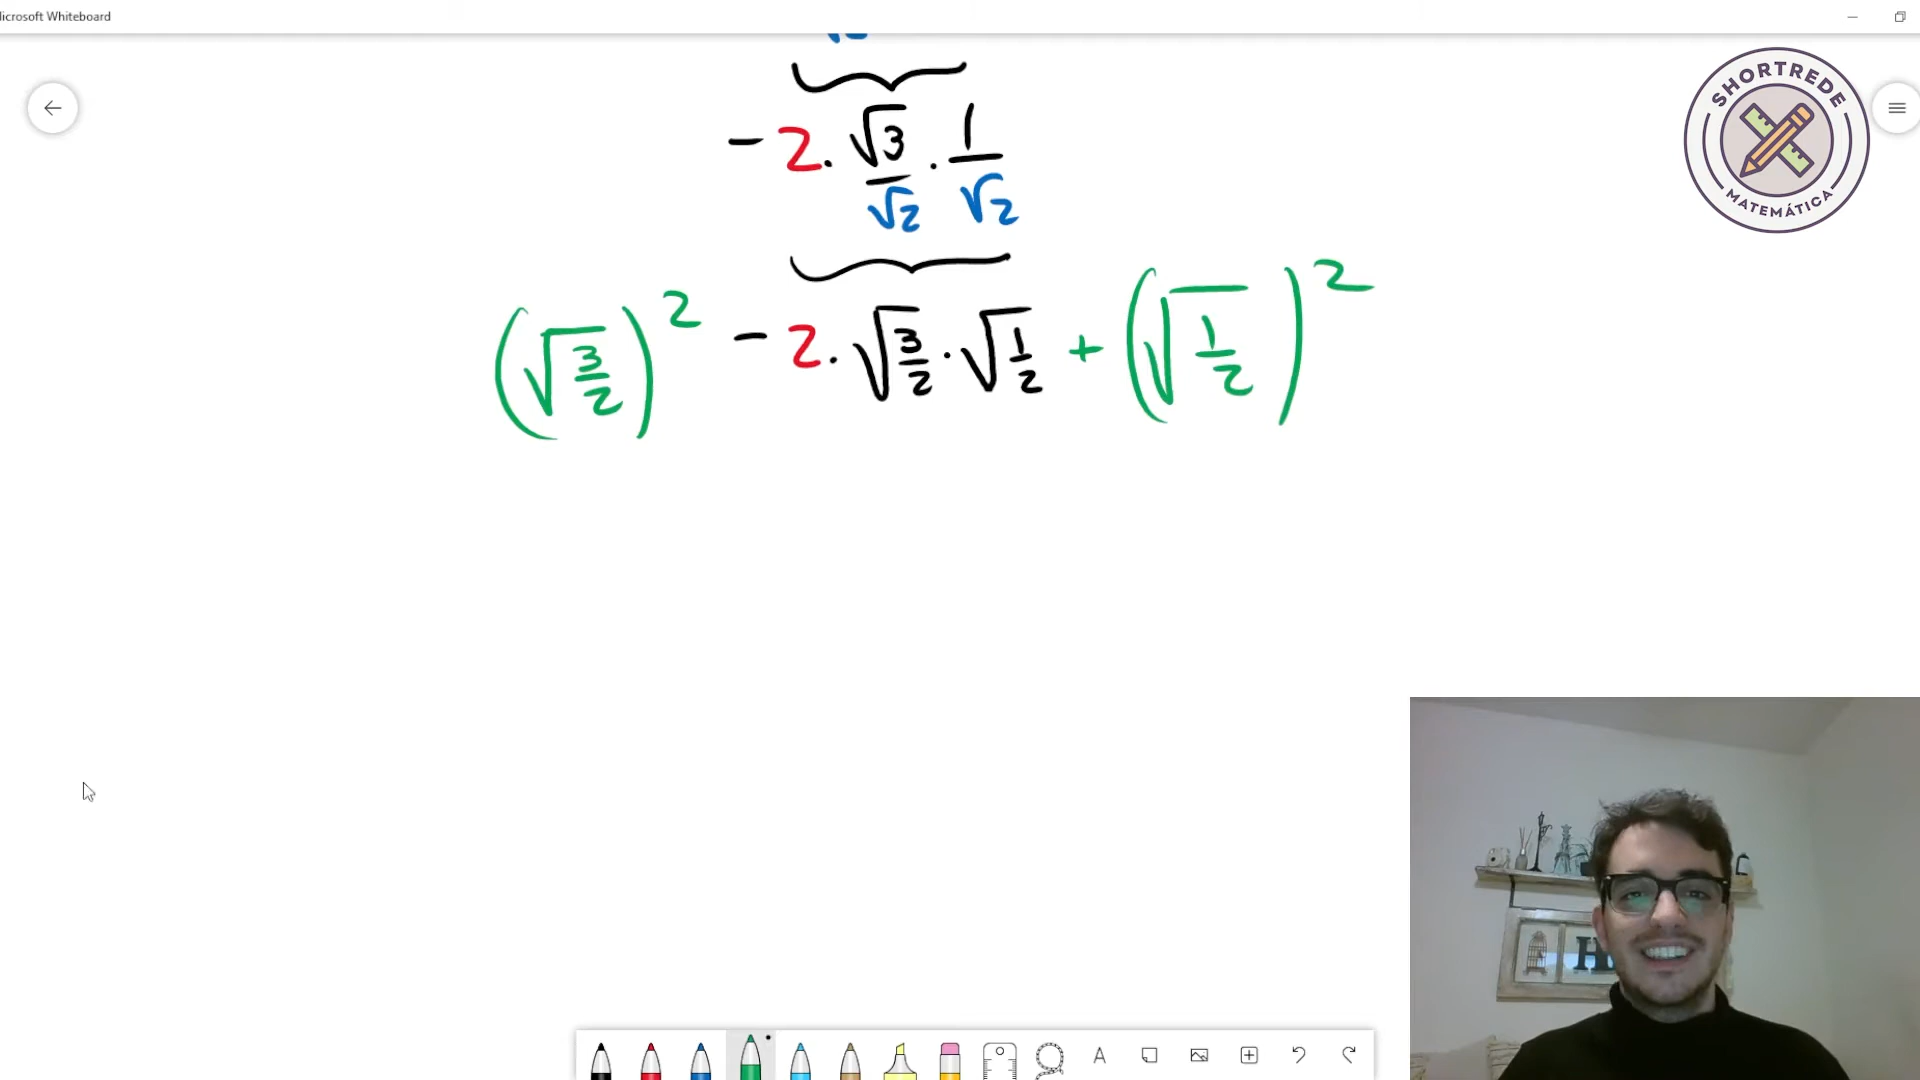 icrosoft Whiteboard
SHORTREDE
MATEMÁTICA
- 2 · √3/√2 · 1/√2
(√(3/2))² - 2 · √(3/2) · √(1/2) + (√(1/2))²
H
A